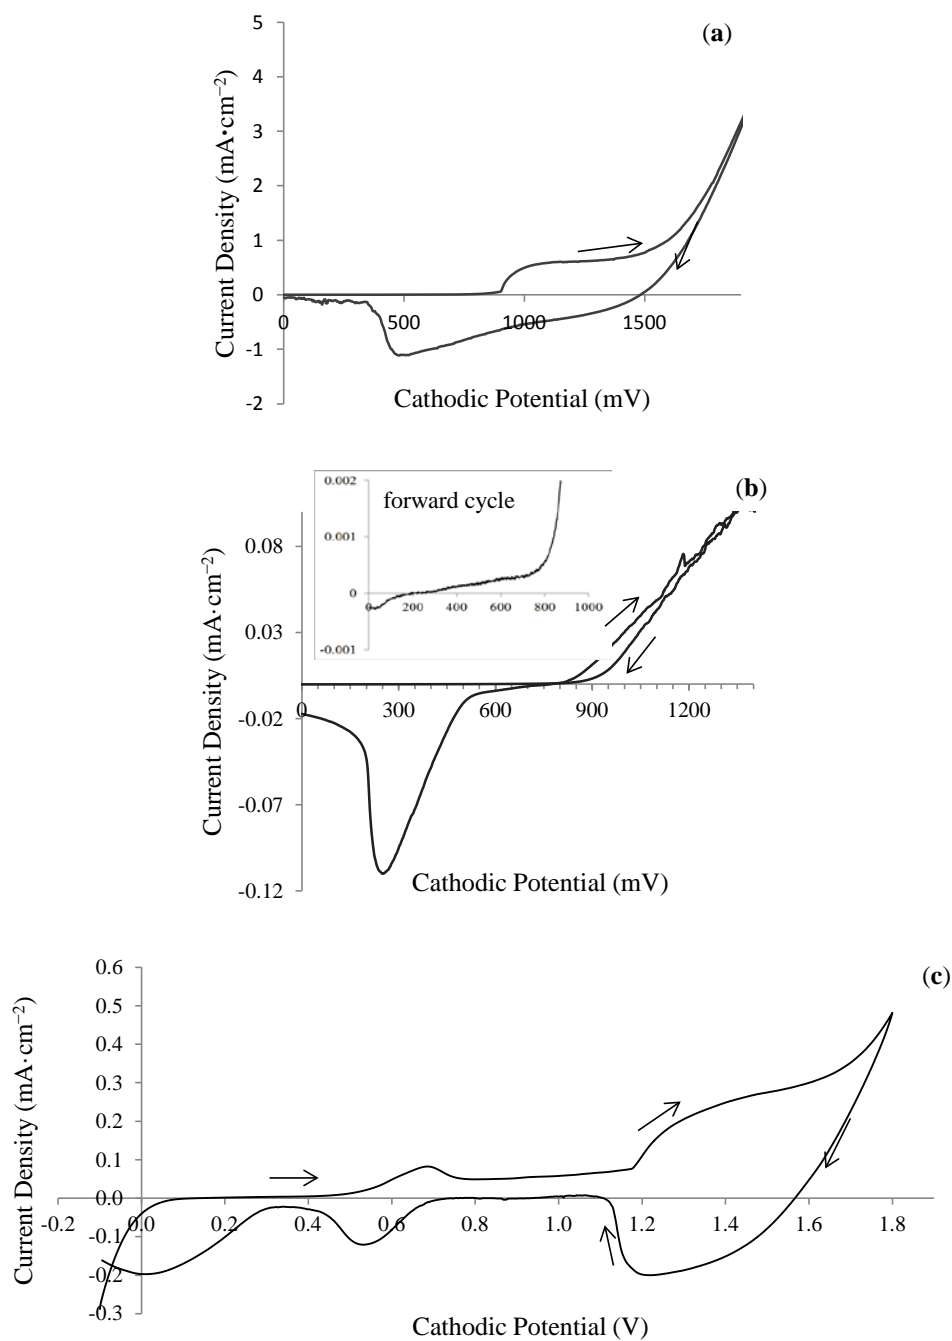 (a)
5
4
3
2
1
0
-1
-2
0 500 1000 1500
Current Density (mA·cm⁻²)
Cathodic Potential (mV)
(b)
forward cycle
0.002
0.001
0
-0.001
0 200 400 600 800 1000
0.08
0.03
-0.02
-0.07
-0.12
0 300 600 900 1200
Current Density (mA·cm⁻²)
Cathodic Potential (mV)
(c)
0.6
0.5
0.4
0.3
0.2
0.1
0.0
-0.1
-0.2
-0.3
-0.2 0.0 0.2 0.4 0.6 0.8 1.0 1.2 1.4 1.6 1.8
Current Density (mA·cm⁻²)
Cathodic Potential (V)